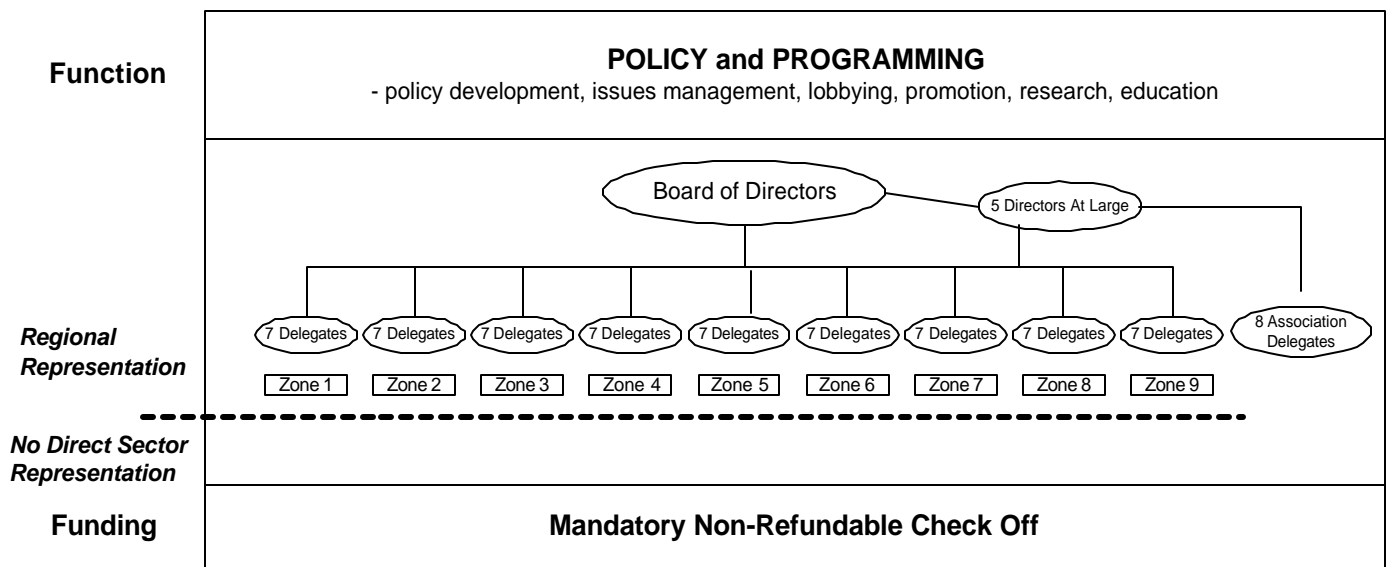 Function
POLICY and PROGRAMMING
- policy development, issues management, lobbying, promotion, research, education
Board of Directors
5 Directors At Large
Regional
Representation
7 Delegates
7 Delegates
7 Delegates
7 Delegates
7 Delegates
7 Delegates
7 Delegates
7 Delegates
7 Delegates
8 Association
Delegates
Zone 1
Zone 2
Zone 3
Zone 4
Zone 5
Zone 6
Zone 7
Zone 8
Zone 9
No Direct Sector
Representation
Funding
Mandatory Non-Refundable Check Off